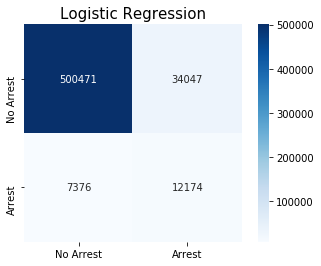 Logistic Regression
No Arrest
500471
34047
Arrest
7376
12174
No Arrest
Arrest
500000
400000
300000
200000
100000